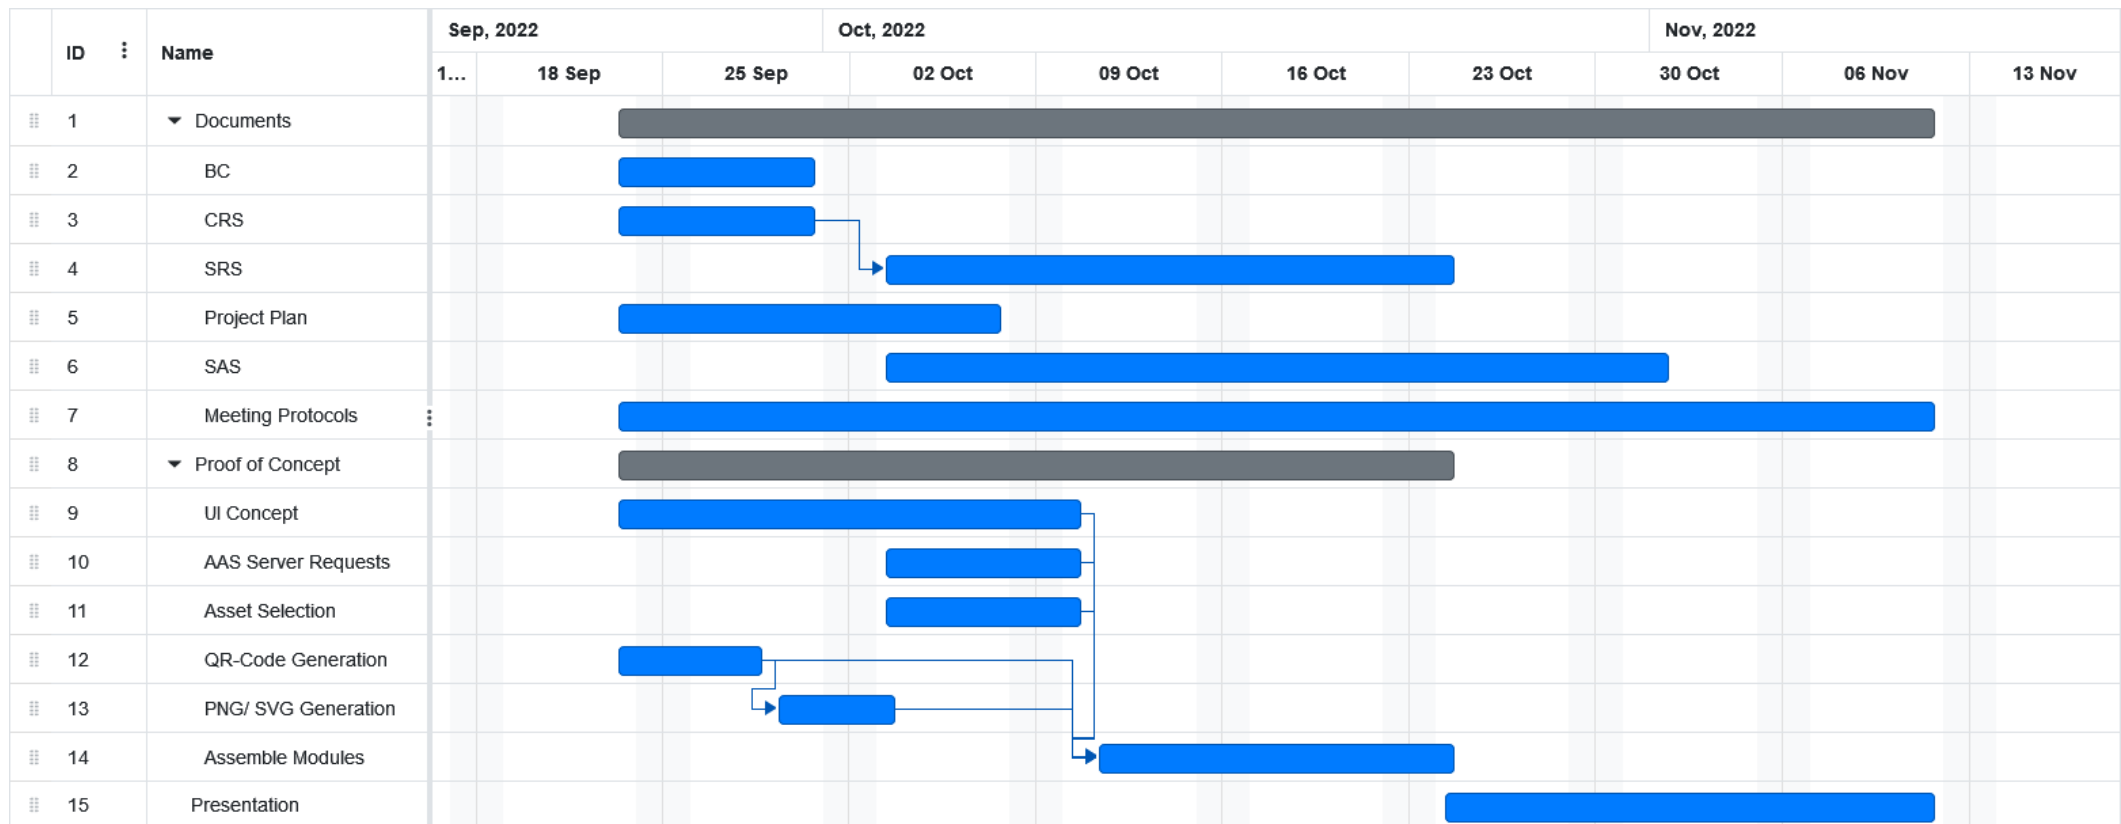 ID Name Sep, 2022 Oct, 2022 Nov, 2022
1... 18 Sep 25 Sep 02 Oct 09 Oct 16 Oct 23 Oct 30 Oct 06 Nov 13 Nov
1 Documents
2 BC
3 CRS
4 SRS
5 Project Plan
6 SAS
7 Meeting Protocols
8 Proof of Concept
9 UI Concept
10 AAS Server Requests
11 Asset Selection
12 QR-Code Generation
13 PNG/ SVG Generation
14 Assemble Modules
15 Presentation